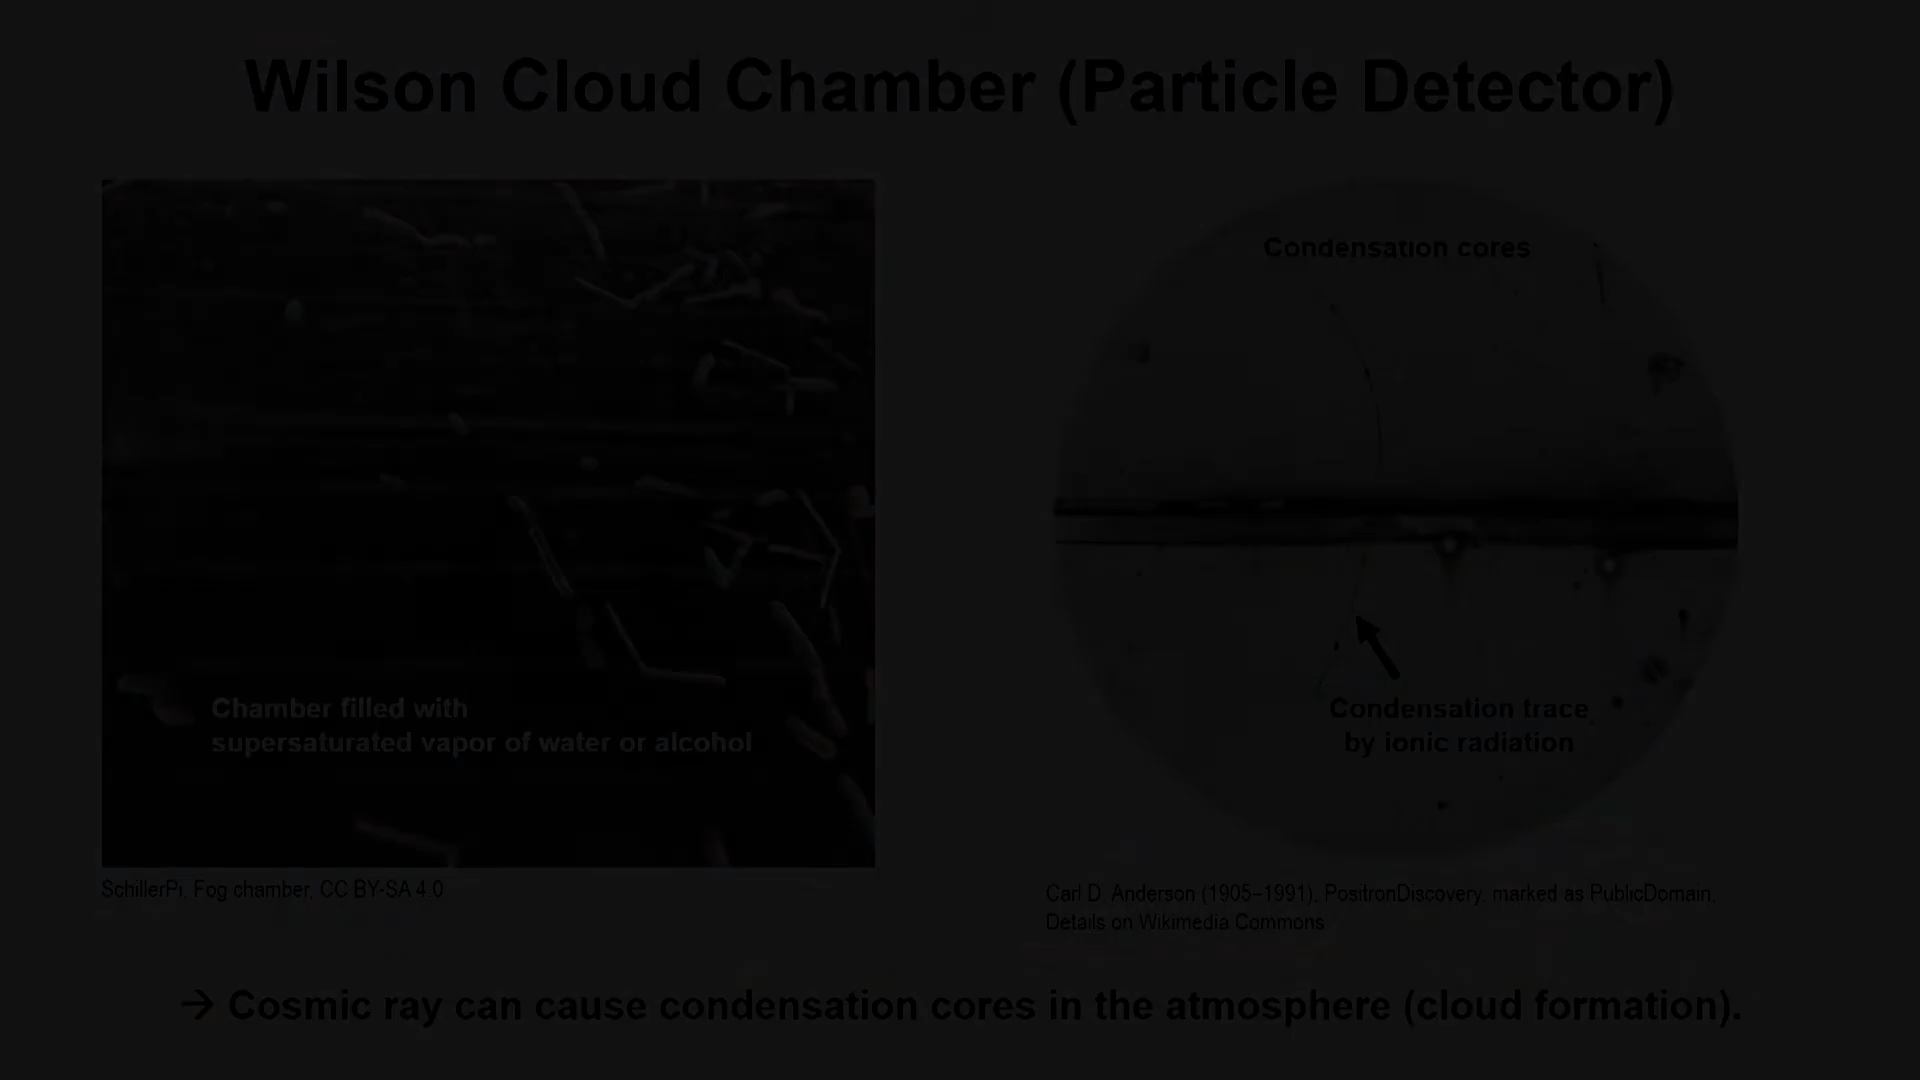 Wilson Cloud Chamber (Particle Detector)
Condensation cores
Chamber filled with
supersaturated vapor of water or alcohol
Condensation trace
by ionic radiation
SchillerPi, Fog chamber, CC BY-SA 4.0
Carl D. Anderson (1905–1991), PositronDiscovery, marked as PublicDomain,
Details on Wikimedia Commons
→ Cosmic ray can cause condensation cores in the atmosphere (cloud formation).